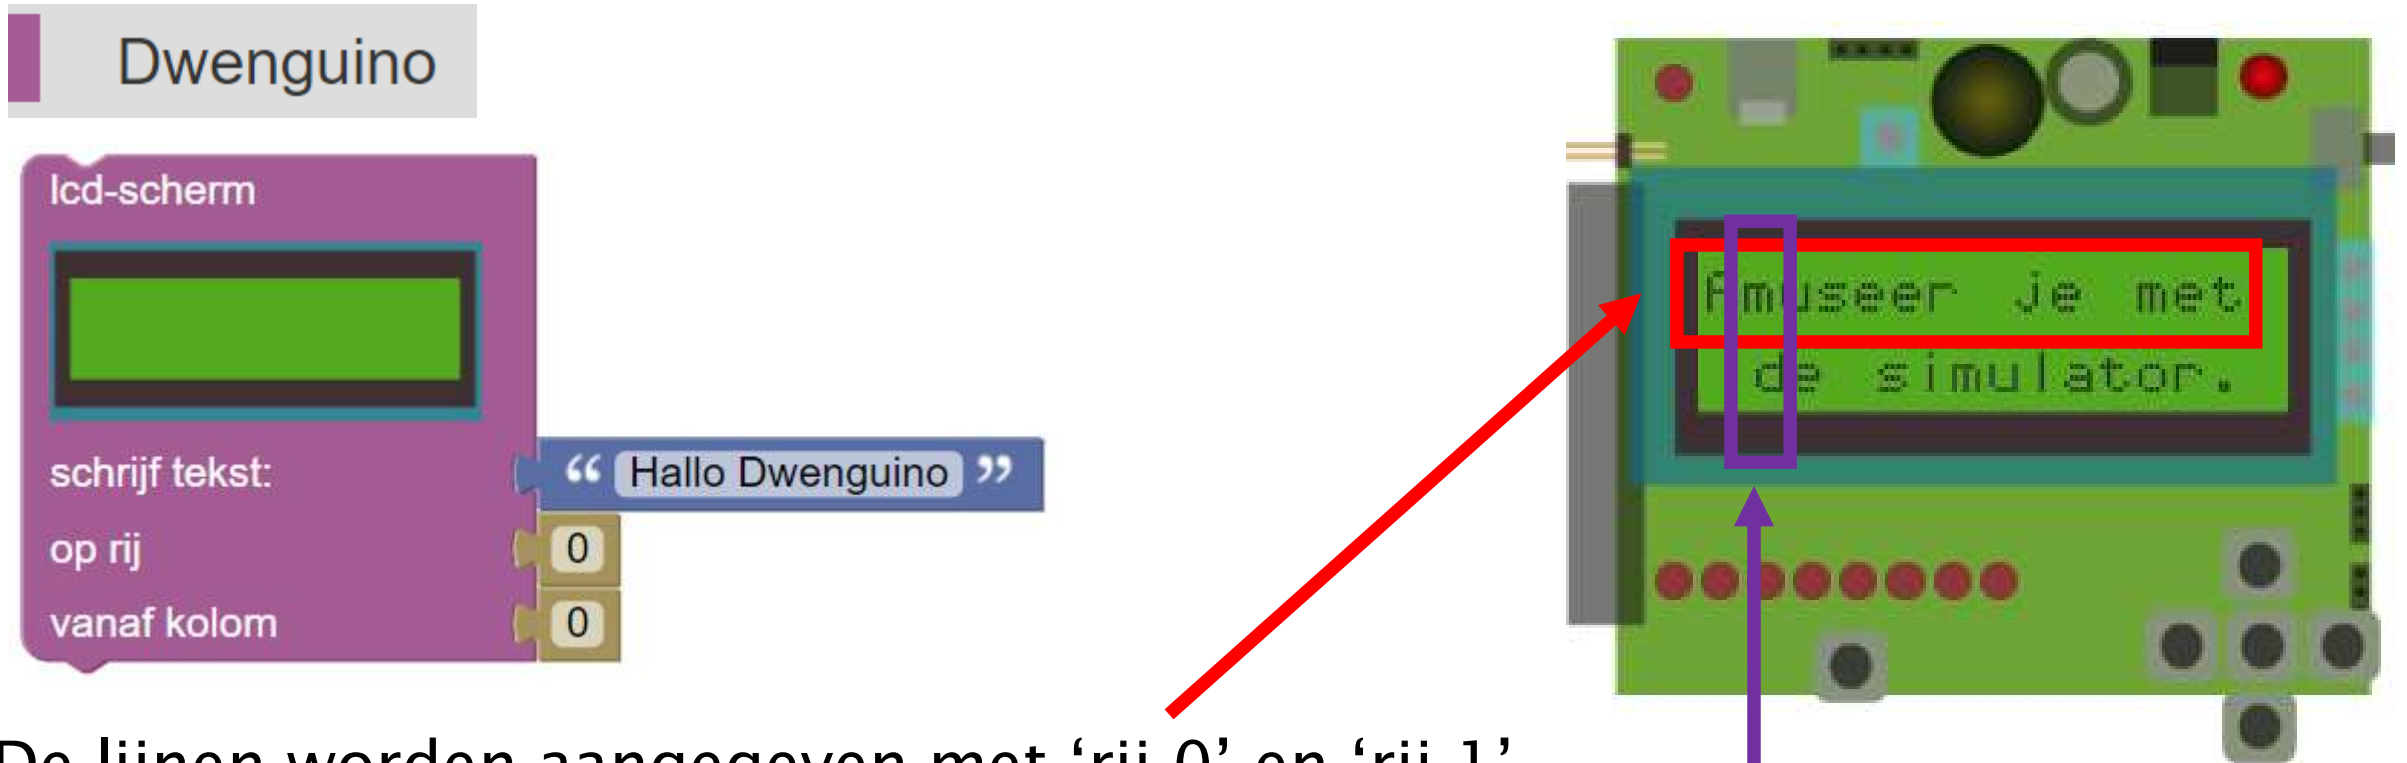 Dwenguino
lcd-scherm
schrijf tekst:
“ Hallo Dwenguino ”
op rij
0
vanaf kolom
0
Amuseer je met
de simulator.
De lijnen worden aangegeven met ‘rij 0’ en ‘rij 1’